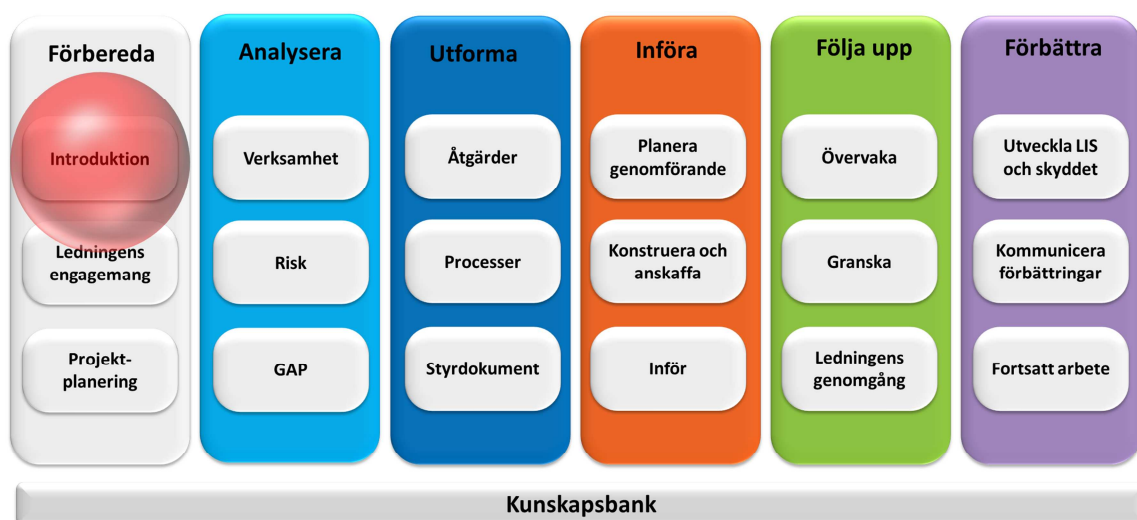 Förbereda
Introduktion
Ledningens
engagemang
Projekt-
planering
Analysera
Verksamhet
Risk
GAP
Utforma
Åtgärder
Processer
Styrdokument
Införa
Planera
genomförande
Konstruera och
anskaffa
Inför
Följa upp
Övervaka
Granska
Ledningens
genomgång
Förbättra
Utveckla LIS
och skyddet
Kommunicera
förbättringar
Fortsatt arbete
Kunskapsbank